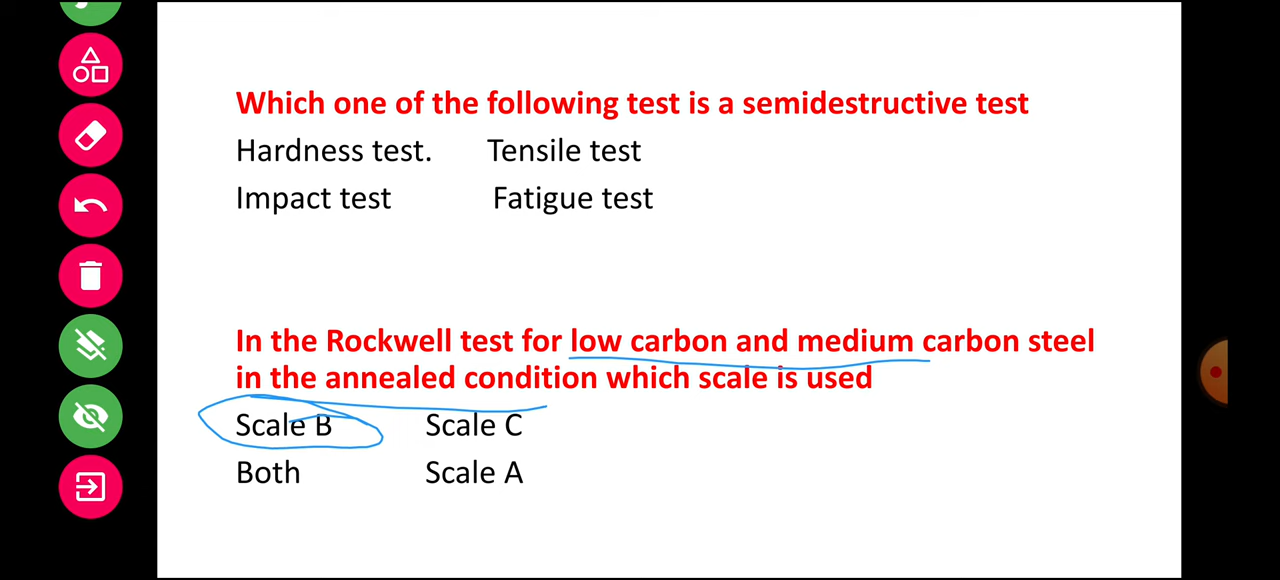 Which one of the following test is a semidestructive test
Hardness test. Tensile test
Impact test Fatigue test
In the Rockwell test for low carbon and medium carbon steel
in the annealed condition which scale is used
Scale B Scale C
Both Scale A